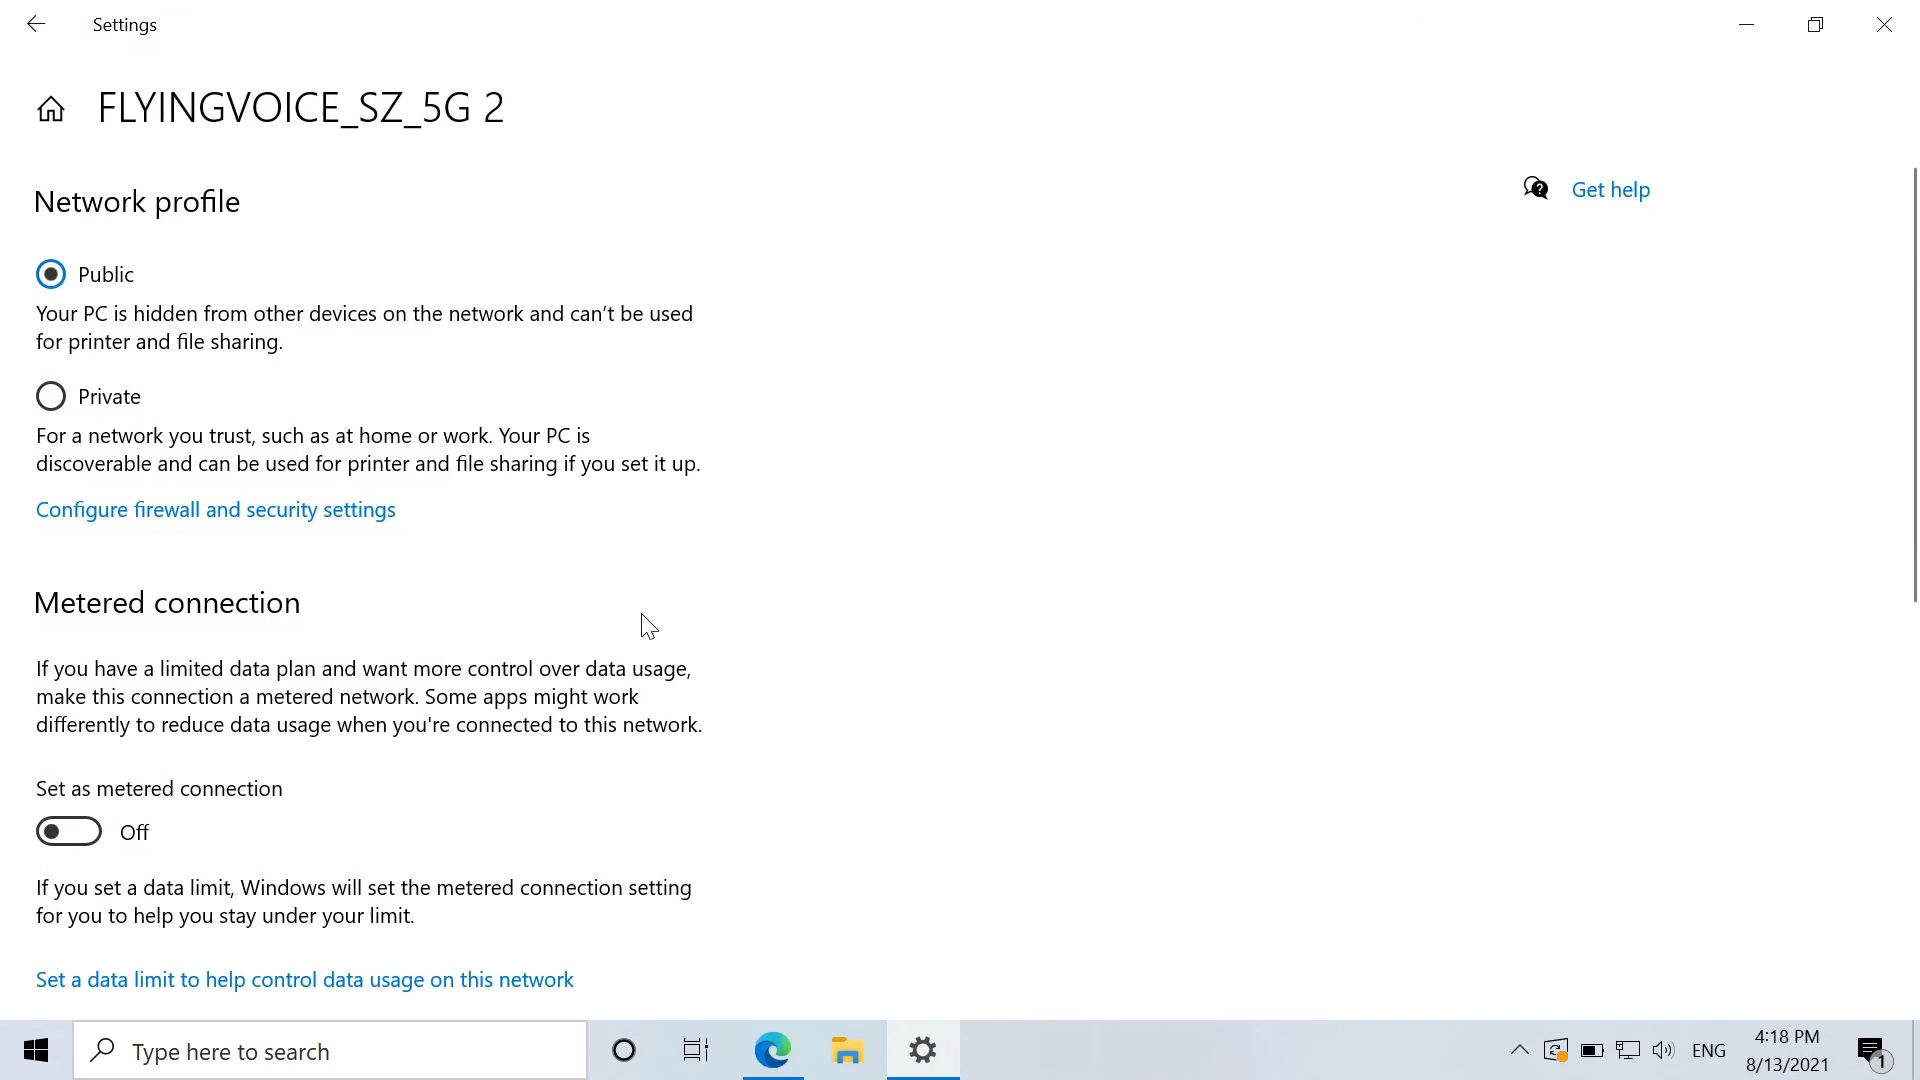 Settings
FLYINGVOICE_SZ_5G 2
Network profile
Get help
Public
Your PC is hidden from other devices on the network and can’t be used
for printer and file sharing.
Private
For a network you trust, such as at home or work. Your PC is
discoverable and can be used for printer and file sharing if you set it up.
Configure firewall and security settings
Metered connection
If you have a limited data plan and want more control over data usage,
make this connection a metered network. Some apps might work
differently to reduce data usage when you're connected to this network.
Set as metered connection
Off
If you set a data limit, Windows will set the metered connection setting
for you to help you stay under your limit.
Set a data limit to help control data usage on this network
Type here to search
ENG
4:18 PM
8/13/2021
1